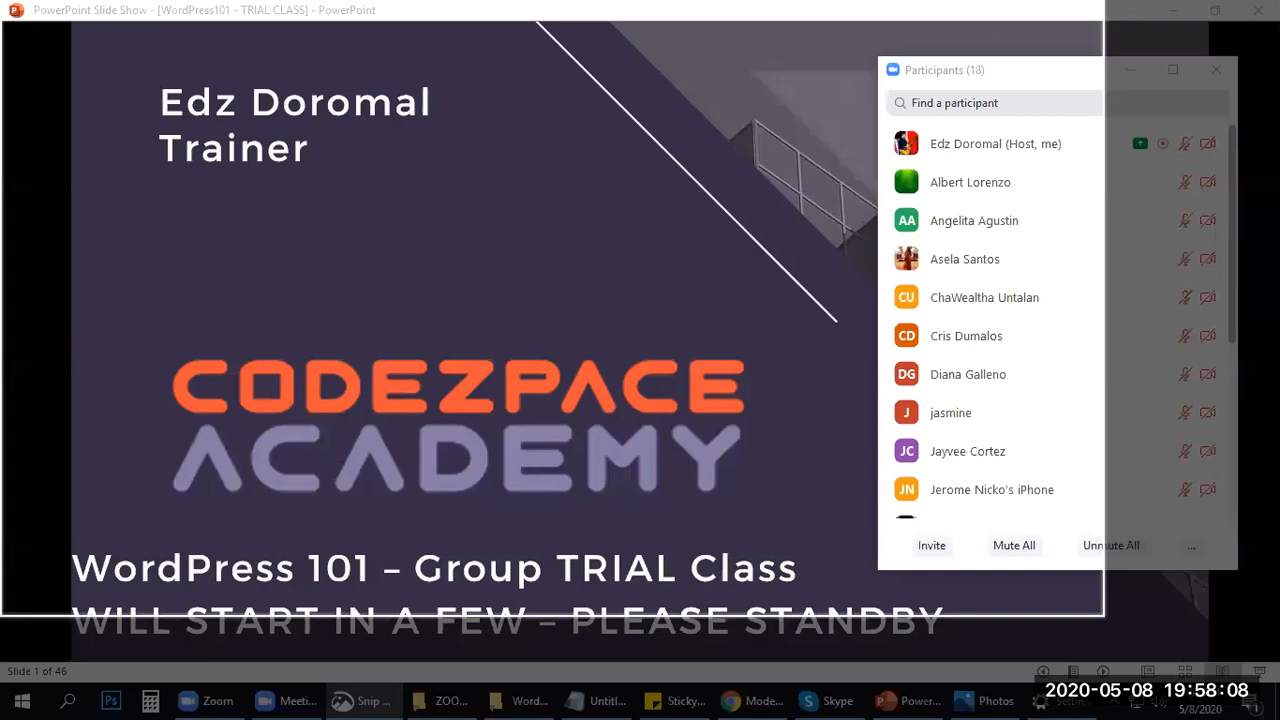 PowerPoint Slide Show - [WordPress101 - TRIAL CLASS] - PowerPoint
Edz Doromal
Trainer
CODEZPACE
ACADEMY
WordPress 101 – Group TRIAL Class
WILL START IN A FEW – PLEASE STANDBY
Participants (18)
Find a participant
Edz Doromal (Host, me)
Albert Lorenzo
AA Angelita Agustin
Asela Santos
CU ChaWealtha Untalan
CD Cris Dumalos
DG Diana Galleno
J jasmine
JC Jayvee Cortez
JN Jerome Nicko's iPhone
Invite Mute All Unmute All ...
Slide 1 of 46
Ps Zoom Meeti... Snip ZOO... Word... Untitl... Sticky... Mode... Skype Power... Photos
2020-05-08 19:58:08
5/8/2020